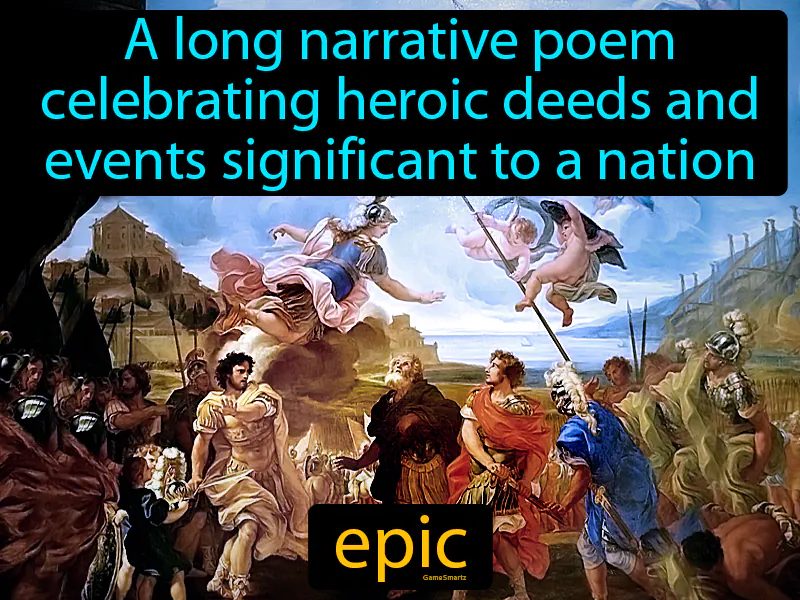 A long narrative poem
celebrating heroic deeds and
events significant to a nation
epic
GameSmartz